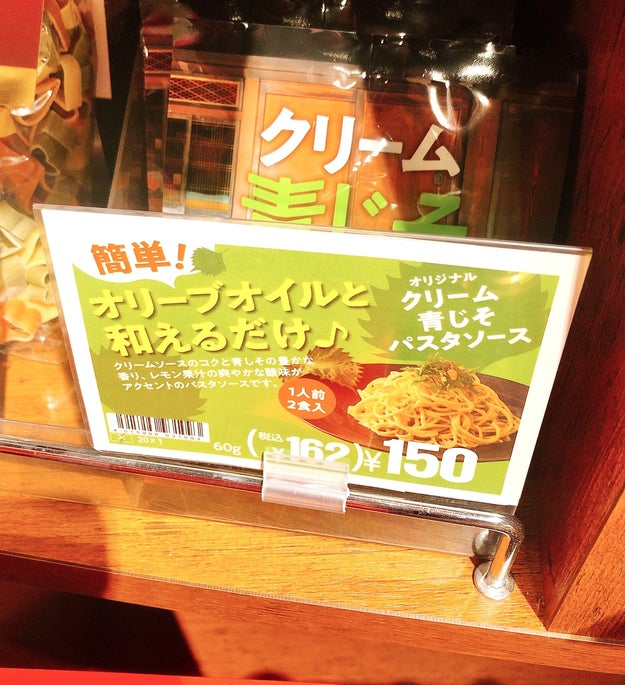 クリーム
青じそ
簡単!
オリーブオイルと
和えるだけ♪
クリームソースのコクと青じその豊かな
香り、レモン果汁の爽やかな酸味が
アクセントのパスタソースです。
オリジナル
クリーム
青じそ
パスタソース
1人前
2食入
20×1
60g (税込 ¥162) ¥150